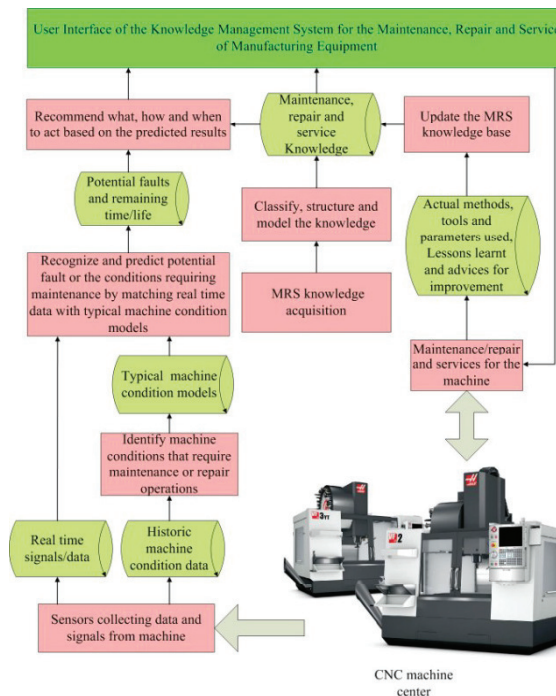 User Interface of the Knowledge Management System for the Maintenance, Repair and Service
of Manufacturing Equipment
Recommend what, how and when
to act based on the predicted results
Maintenance,
repair and
service
Knowledge
Update the MRS
knowledge base
Potential faults
and remaining
time/life
Classify, structure and
model the knowledge
Actual methods,
tools and
parameters used,
Lessons learnt
and advices for
improvement
Recognize and predict potential
fault or the conditions requiring
maintenance by matching real time
data with typical machine condition
models
MRS knowledge
acquisition
Maintenance/repair
and services for the
machine
Typical machine
condition models
Identify machine
conditions that require
maintenance or repair
operations
Real time
signals/data
Historic
machine
condition data
Sensors collecting data and
signals from machine
CNC machine
center